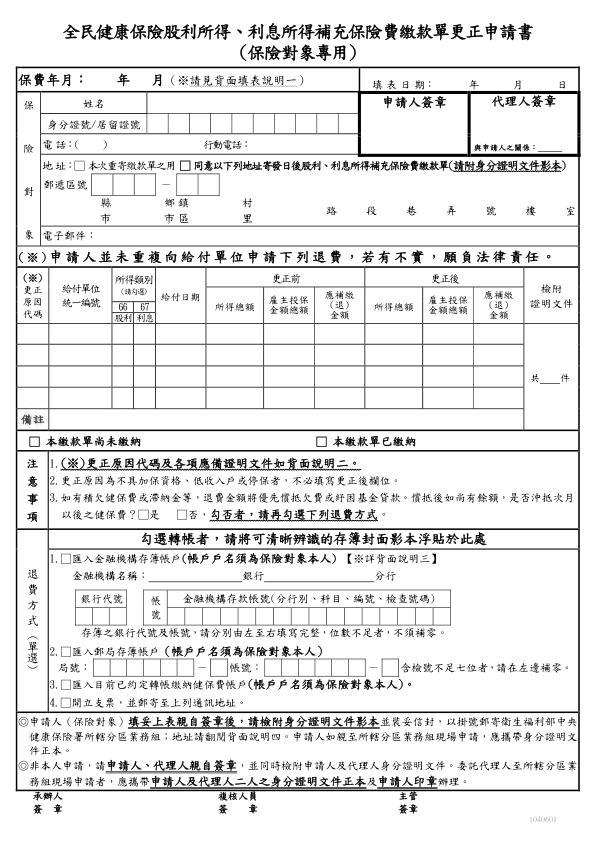 全民健康保險股利所得、利息所得補充保險費繳款單更正申請書
(保險對象專用)
保費年月： 年 月(※請見背面填表說明一)
填表日期： 年 月 日
保險對象
姓名
申請人簽章
代理人簽章
身分證號/居留證號
電話：( ) 行動電話：
與申請人之關係：_____
地址：□本次重寄繳款單之用 □同意以下列地址寄發日後股利、利息所得補充保險費繳款單(請附身分證明文件影本)
郵遞區號 －
縣 鄉鎮 村
市 市區 里
路 段 巷 弄 號 樓 室
電子郵件：
(※)申請人並未重複向給付單位申請下列退費，若有不實，願負法律責任。
(※)更正原因代碼
給付單位統一編號
所得類別(請勾選)
66 67
股利 利息
給付日期
更正前
所得總額
雇主投保金額總額
應補繳(退)金額
更正後
所得總額
雇主投保金額總額
應補繳(退)金額
檢附證明文件
共____件
備註
□ 本繳款單尚未繳納 □ 本繳款單已繳納
注意事項
1.(※)更正原因代碼及各項應備證明文件如背面說明二。
2.更正原因為不具加保資格、低收入戶或停保者，不必填寫更正後欄位。
3.如有積欠健保費或滯納金等，退費金額將優先償抵欠費或紓困基金貸款。償抵後如尚有餘額，是否沖抵次月
以後之健保費？□是 □否，勾否者，請再勾選下列退費方式。
退費方式(單選)
勾選轉帳者，請將可清晰辨識的存簿封面影本浮貼於此處
1.□匯入金融機構存簿帳戶(帳戶戶名須為保險對象本人)【※詳背面說明三】
金融機構名稱：____________銀行____________分行
銀行代號
帳號
金融機構存款帳號(分行別、科目、編號、檢查號碼)
存簿之銀行代號及帳號，請分別由左至右填寫完整，位數不足者，不須補零。
2.□匯入郵局存簿帳戶(帳戶戶名須為保險對象本人)
局號： － 帳號： － 含檢號不足七位者，請在左邊補零。
3.□匯入目前已約定轉帳繳納健保費帳戶(帳戶戶名須為保險對象本人)。
4.□開立支票，並郵寄至上列通訊地址。
◎申請人(保險對象)填妥上表親自簽章後，請檢附身分證明文件影本並裝妥信封，以掛號郵寄衛生福利部中央
健康保險署所轄分區業務組；地址請翻閱背面說明四。申請人如親至所轄分區業務組現場申請，應攜帶身分證明文
件正本。
◎非本人申請，請申請人、代理人親自簽章，並同時檢附申請人及代理人身分證明文件。委託代理人至所轄分區業
務組現場申請者，應攜帶申請人及代理人二人之身分證明文件正本及申請人印章辦理。
承辦人 複核人員 主管
簽 章 簽 章 簽 章
1040601